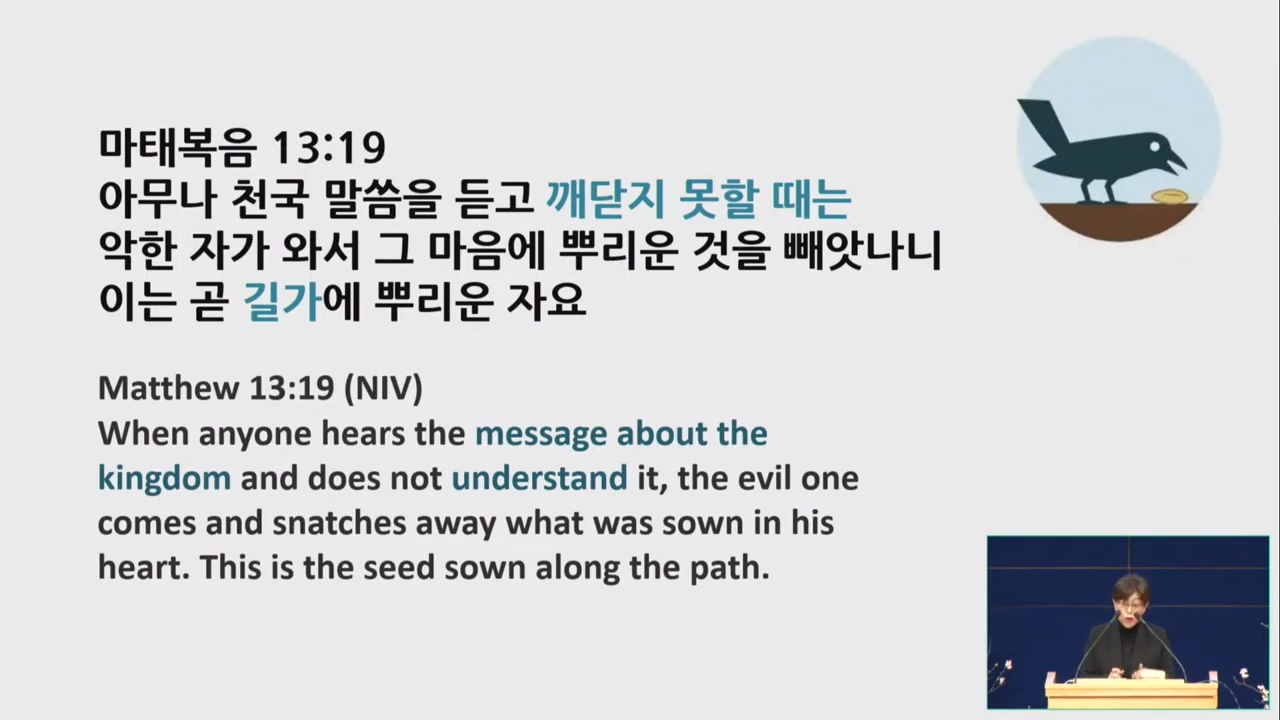 마태복음 13:19
아무나 천국 말씀을 듣고 깨닫지 못할 때는
악한 자가 와서 그 마음에 뿌리운 것을 빼앗나니
이는 곧 길가에 뿌리운 자요
Matthew 13:19 (NIV)
When anyone hears the message about the
kingdom and does not understand it, the evil one
comes and snatches away what was sown in his
heart. This is the seed sown along the path.